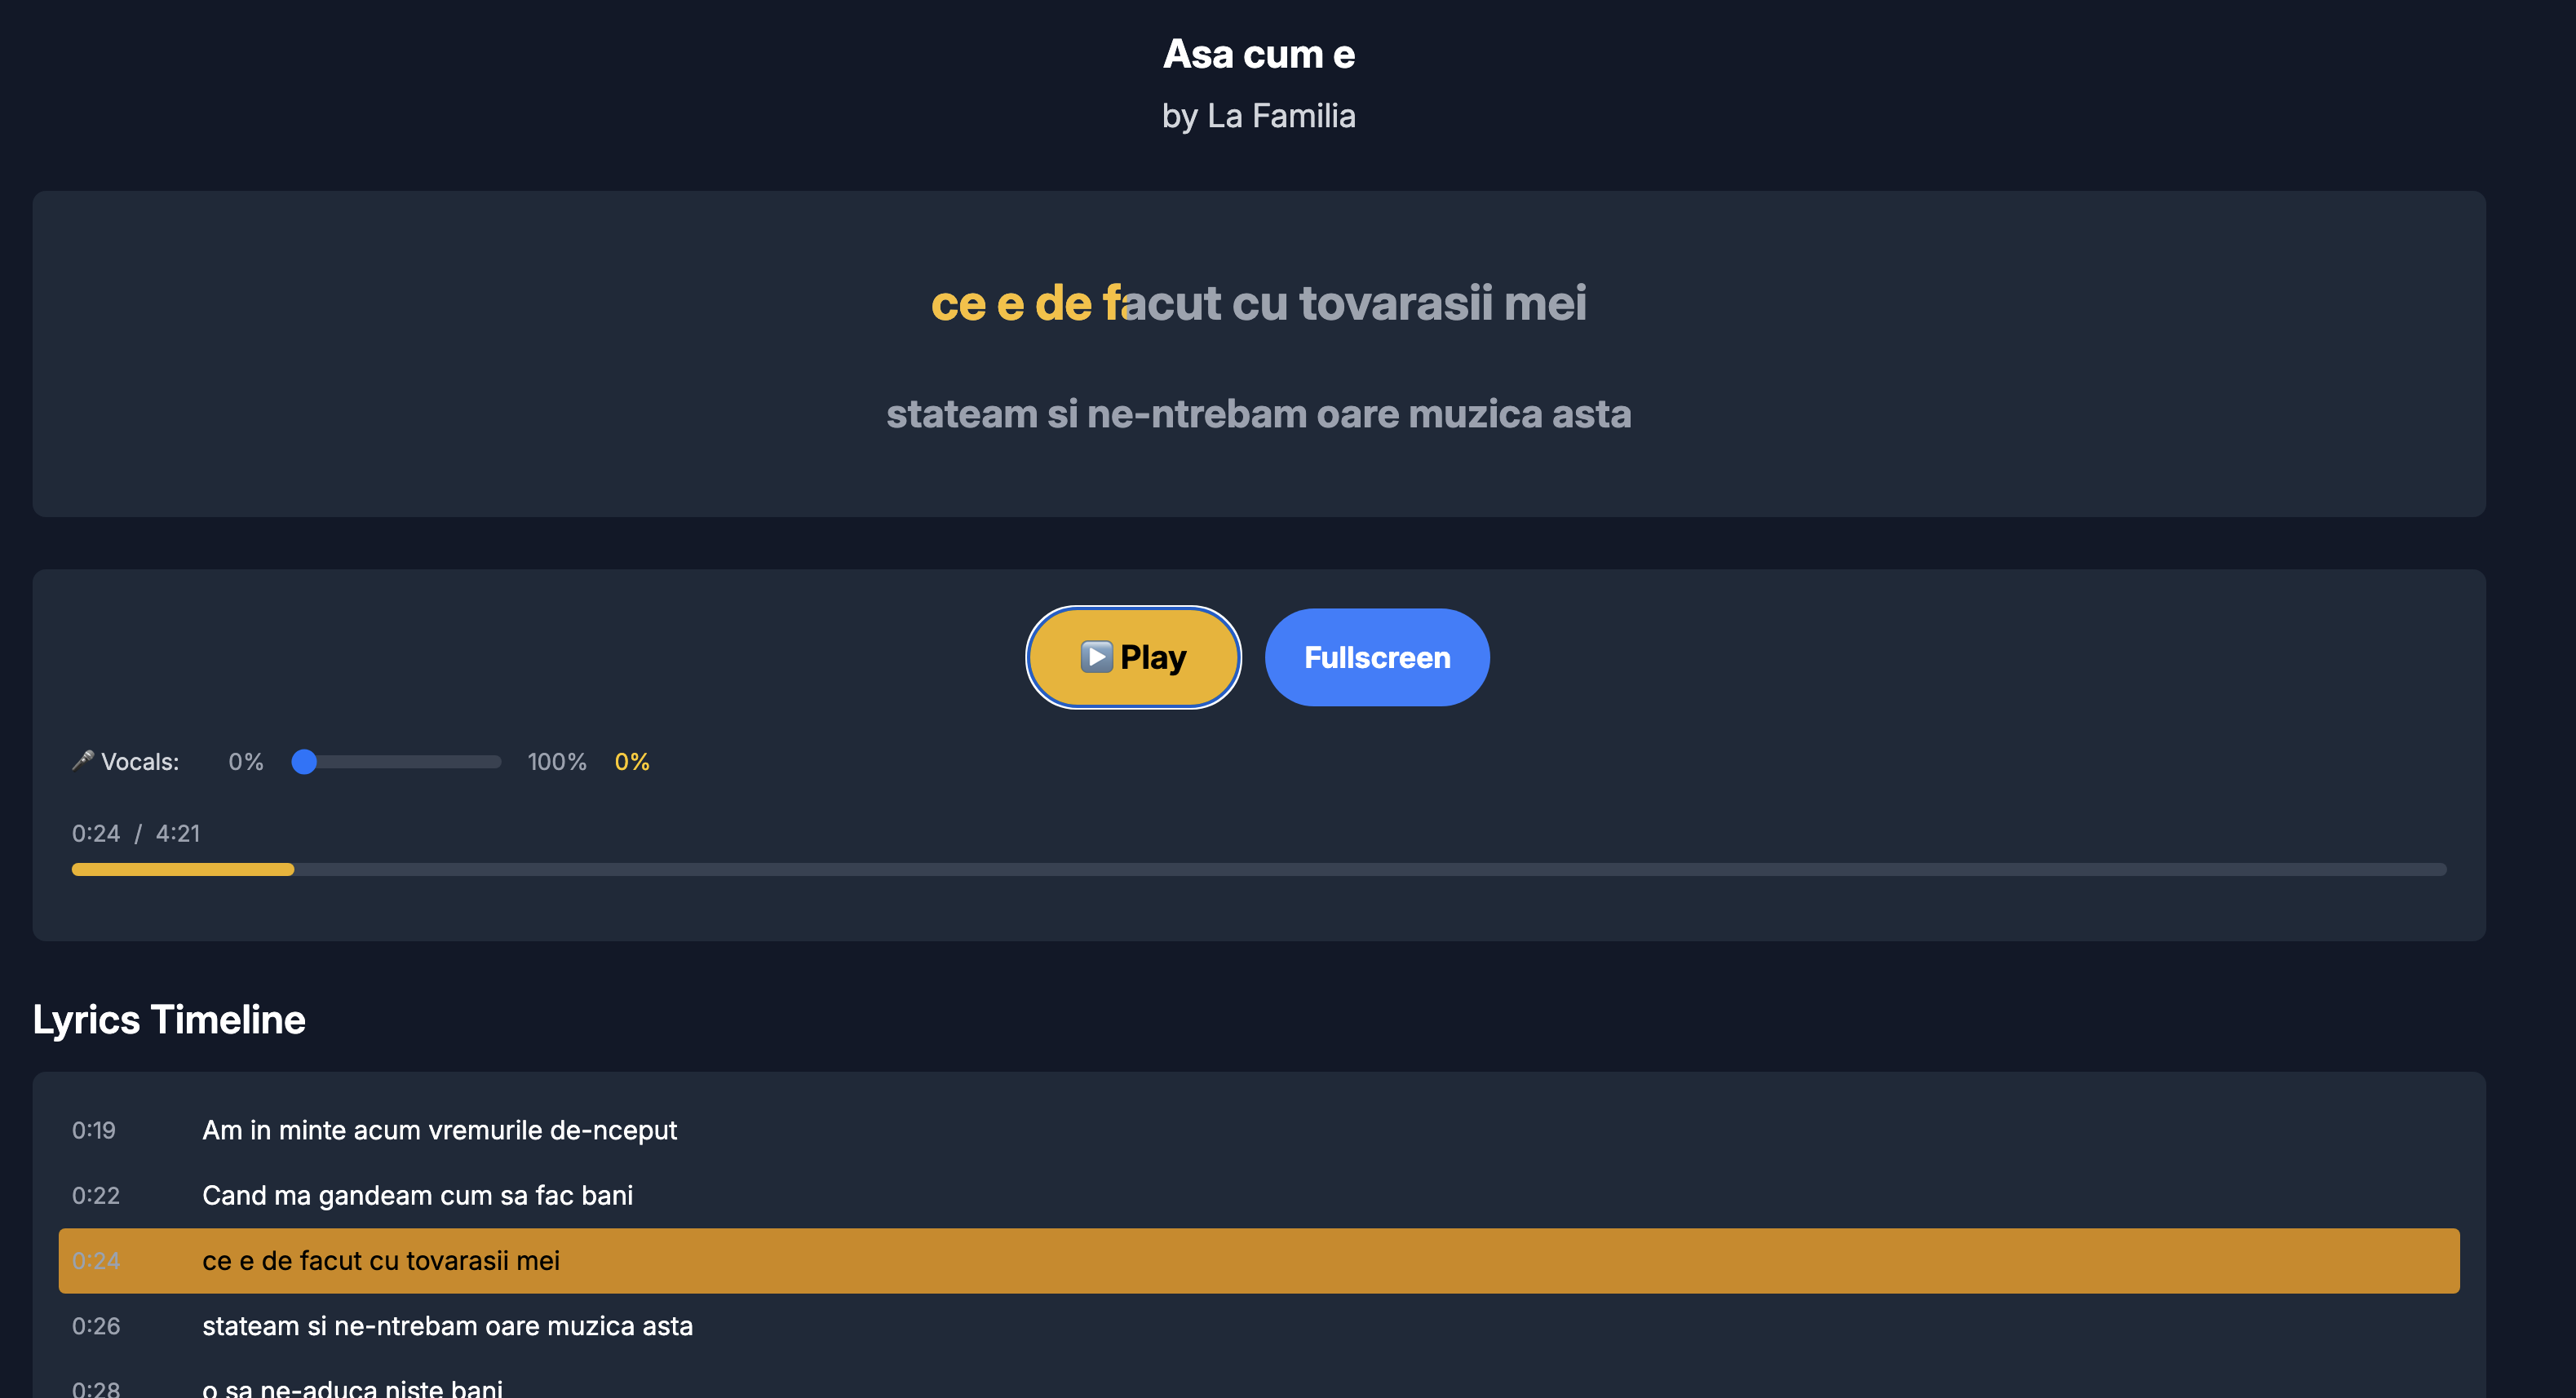 Asa cum e
by La Familia
ce e de facut cu tovarasii mei
stateam si ne-ntrebam oare muzica asta
Play
Fullscreen
Vocals: 0% 100% 0%
0:24 / 4:21
Lyrics Timeline
0:19 Am in minte acum vremurile de-nceput
0:22 Cand ma gandeam cum sa fac bani
0:24 ce e de facut cu tovarasii mei
0:26 stateam si ne-ntrebam oare muzica asta
0:28 o sa ne-aduca niste bani